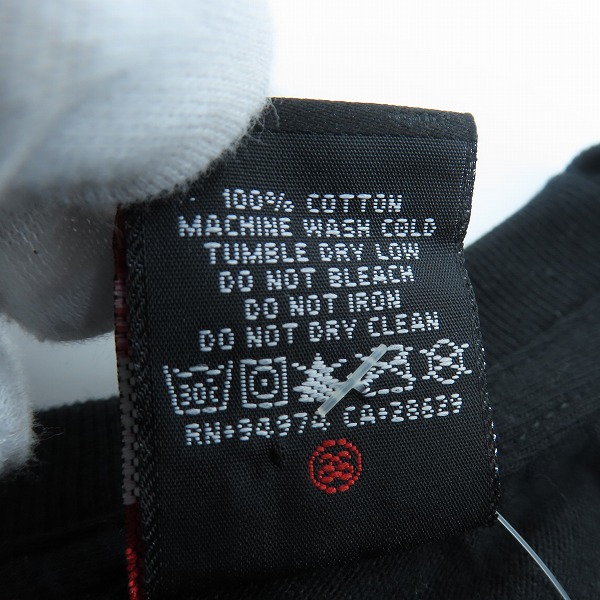 100% COTTON
MACHINE WASH COLD
TUMBLE DRY LOW
DO NOT BLEACH
DO NOT IRON
DO NOT DRY CLEAN
30C
RN=94974 CA=28629